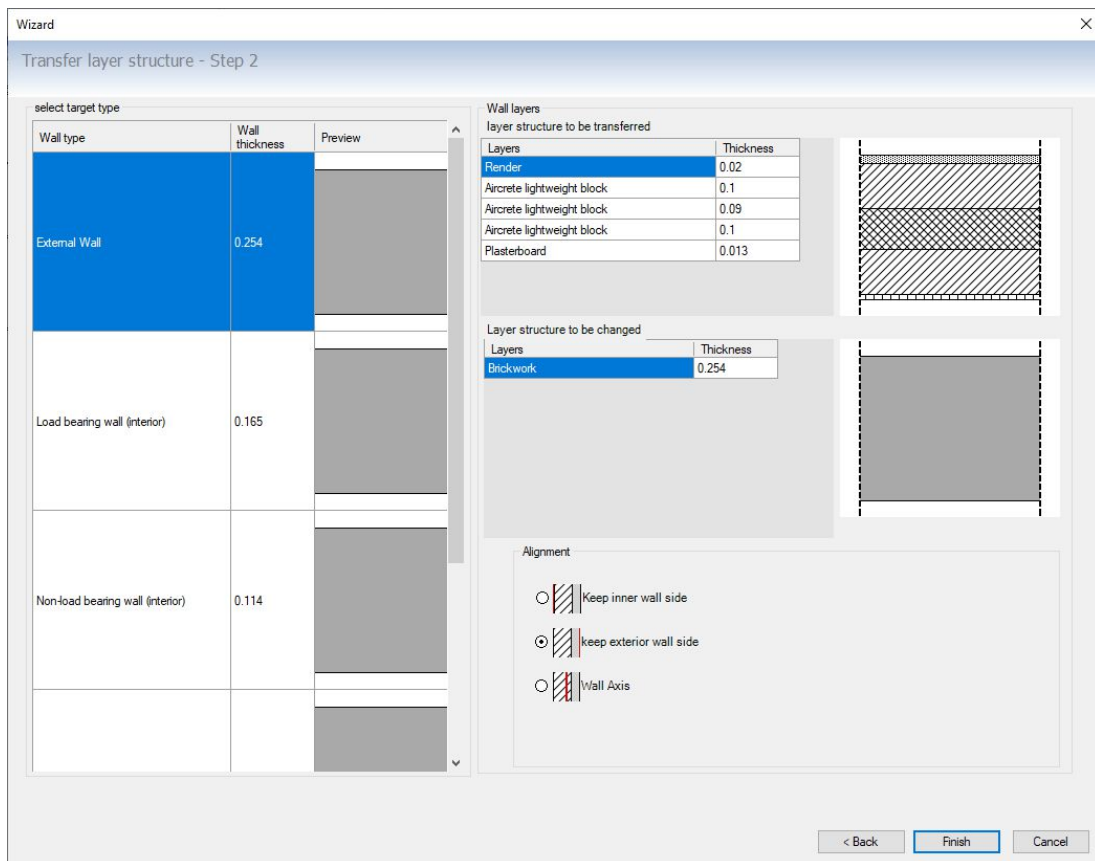 Wizard
Transfer layer structure - Step 2
select target type
Wall type Wall thickness Preview
External Wall 0.254
Load bearing wall (interior) 0.165
Non-load bearing wall (interior) 0.114
Wall layers
layer structure to be transferred
Layers Thickness
Render 0.02
Aircrete lightweight block 0.1
Aircrete lightweight block 0.09
Aircrete lightweight block 0.1
Plasterboard 0.013
Layer structure to be changed
Layers Thickness
Brickwork 0.254
Alignment
Keep inner wall side
keep exterior wall side
Wall Axis
< Back Finish Cancel